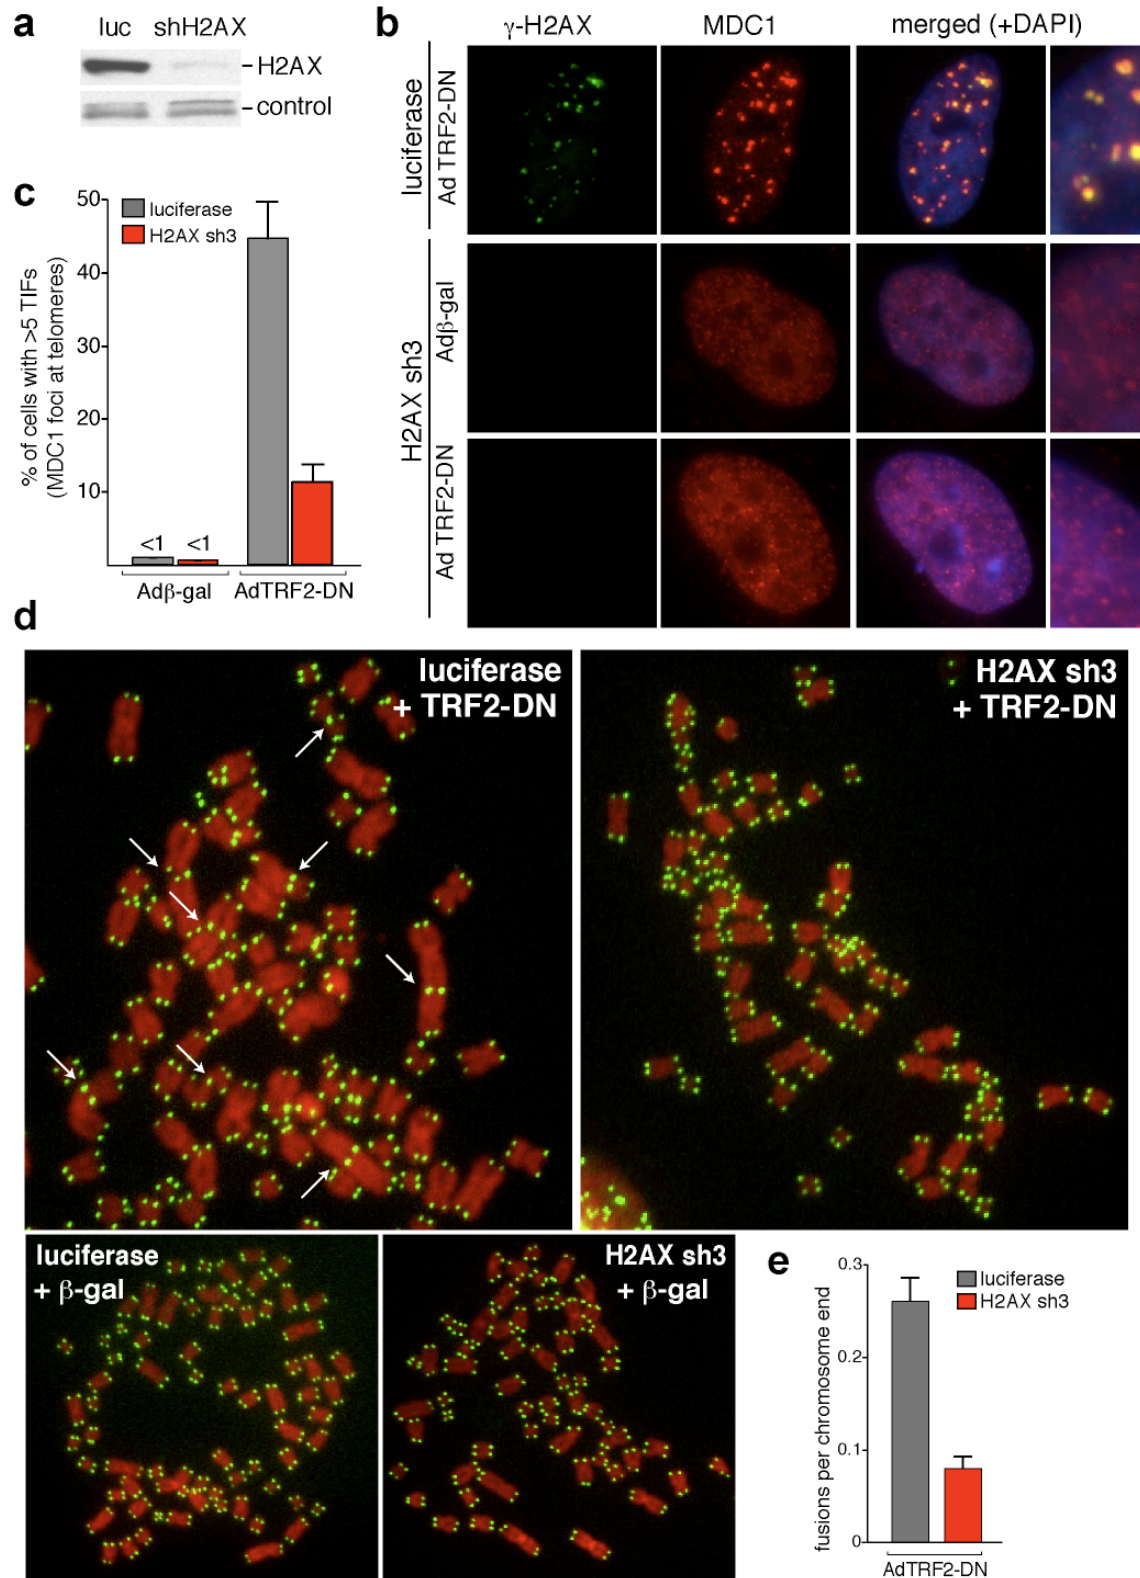 a
luc shH2AX
H2AX
control
b
γ-H2AX MDC1 merged (+DAPI)
luciferase
Ad TRF2-DN
H2AX sh3
Adβ-gal
Ad TRF2-DN
c
% of cells with >5 TIFs
(MDC1 foci at telomeres)
50
40
30
20
10
luciferase
H2AX sh3
<1 <1
Adβ-gal AdTRF2-DN
d
luciferase
+ TRF2-DN
H2AX sh3
+ TRF2-DN
luciferase
+ β-gal
H2AX sh3
+ β-gal
e
fusions per chromosome end
0.3
0.2
0.1
0
luciferase
H2AX sh3
AdTRF2-DN